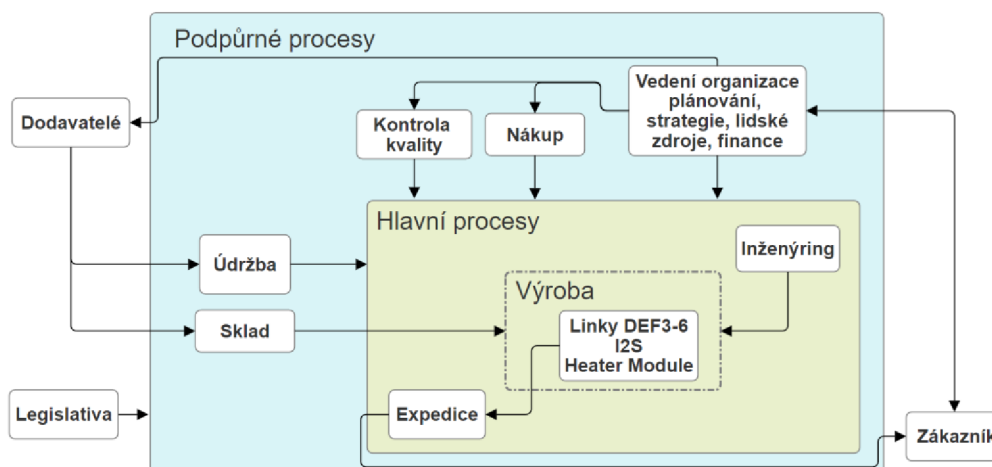 Podpůrné procesy
Vedení organizace
plánování,
strategie, lidské
zdroje, finance
Dodavatelé
Kontrola
kvality
Nákup
Hlavní procesy
Inženýring
Údržba
Výroba
Sklad
Linky DEF3-6
I2S
Heater Module
Legislativa
Expedice
Zákazník